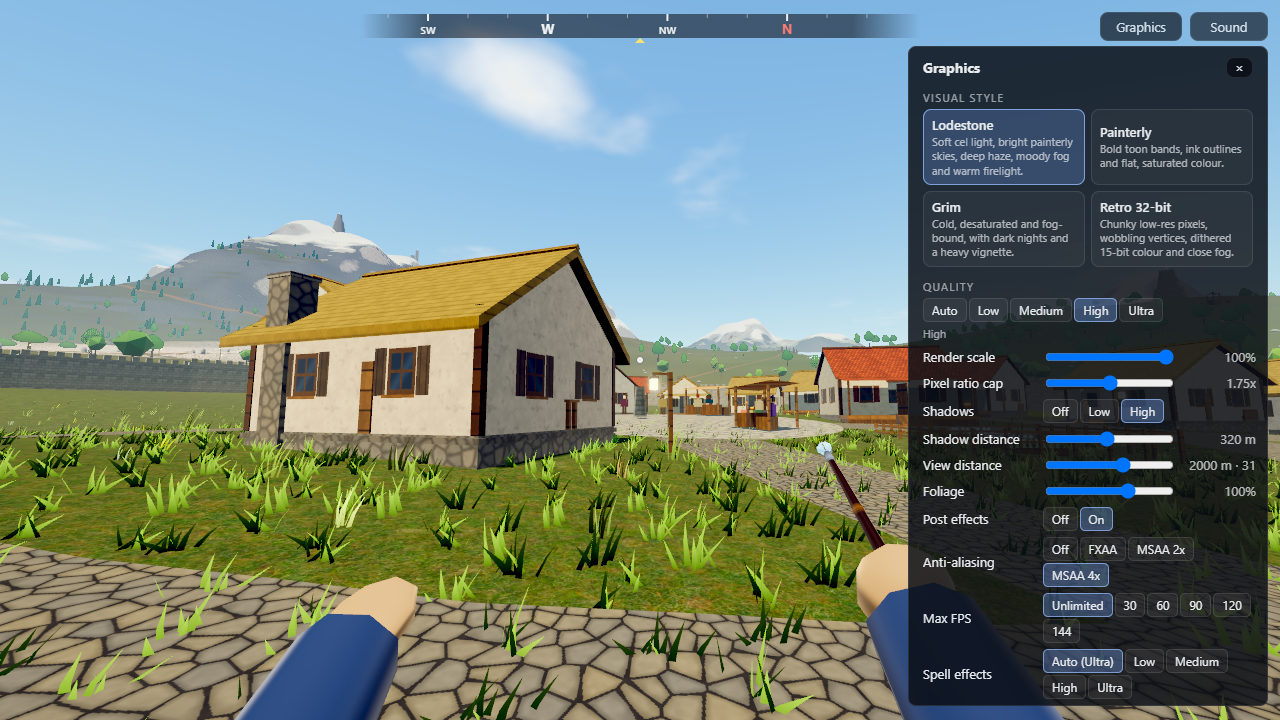 SW W NW N
Graphics Sound
Graphics ×
VISUAL STYLE
Lodestone
Soft cel light, bright painterly
skies, deep haze, moody fog
and warm firelight.
Painterly
Bold toon bands, ink outlines
and flat, saturated colour.
Grim
Cold, desaturated and fog-
bound, with dark nights and
a heavy vignette.
Retro 32-bit
Chunky low-res pixels,
wobbling vertices, dithered
15-bit colour and close fog.
QUALITY
Auto Low Medium High Ultra
High
Render scale 100%
Pixel ratio cap 1.75x
Shadows Off Low High
Shadow distance 320 m
View distance 2000 m · 31
Foliage 100%
Post effects Off On
Anti-aliasing Off FXAA MSAA 2x
MSAA 4x
Max FPS Unlimited 30 60 90 120
144
Spell effects Auto (Ultra) Low Medium
High Ultra